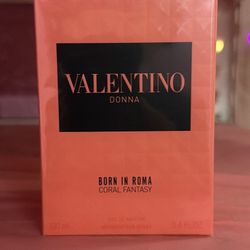 VALENTINO
DONNA
BORN IN ROMA
CORAL FANTASY
EAU DE PARFUM